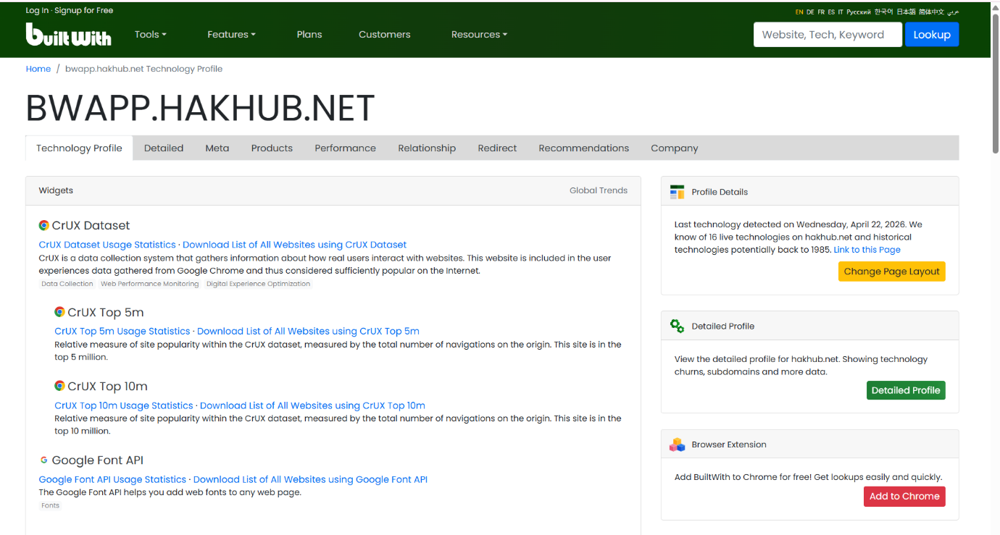 Log In · Signup for Free
EN DE FR ES IT Русский 한국어 日本語 简体中文 عربي
built With
Tools
Features
Plans
Customers
Resources
Website, Tech, Keyword
Lookup
Home / bwapp.hakhub.net Technology Profile
BWAPP.HAKHUB.NET
Technology Profile
Detailed
Meta
Products
Performance
Relationship
Redirect
Recommendations
Company
Widgets
Global Trends
CrUX Dataset
CrUX Dataset Usage Statistics · Download List of All Websites using CrUX Dataset
CrUX is a data collection system that gathers information about how real users interact with websites. This website is included in the user
experiences data gathered from Google Chrome and thus considered sufficiently popular on the Internet.
Data Collection Web Performance Monitoring Digital Experience Optimization
CrUX Top 5m
CrUX Top 5m Usage Statistics · Download List of All Websites using CrUX Top 5m
Relative measure of site popularity within the CrUX dataset, measured by the total number of navigations on the origin. This site is in the
top 5 million.
CrUX Top 10m
CrUX Top 10m Usage Statistics · Download List of All Websites using CrUX Top 10m
Relative measure of site popularity within the CrUX dataset, measured by the total number of navigations on the origin. This site is in the
top 10 million.
Google Font API
Google Font API Usage Statistics · Download List of All Websites using Google Font API
The Google Font API helps you add web fonts to any web page.
Fonts
Profile Details
Last technology detected on Wednesday, April 22, 2026. We
know of 16 live technologies on hakhub.net and historical
technologies potentially back to 1985. Link to this Page
Change Page Layout
Detailed Profile
View the detailed profile for hakhub.net. Showing technology
churns, subdomains and more data.
Detailed Profile
Browser Extension
Add BuiltWith to Chrome for free! Get lookups easily and quickly.
Add to Chrome